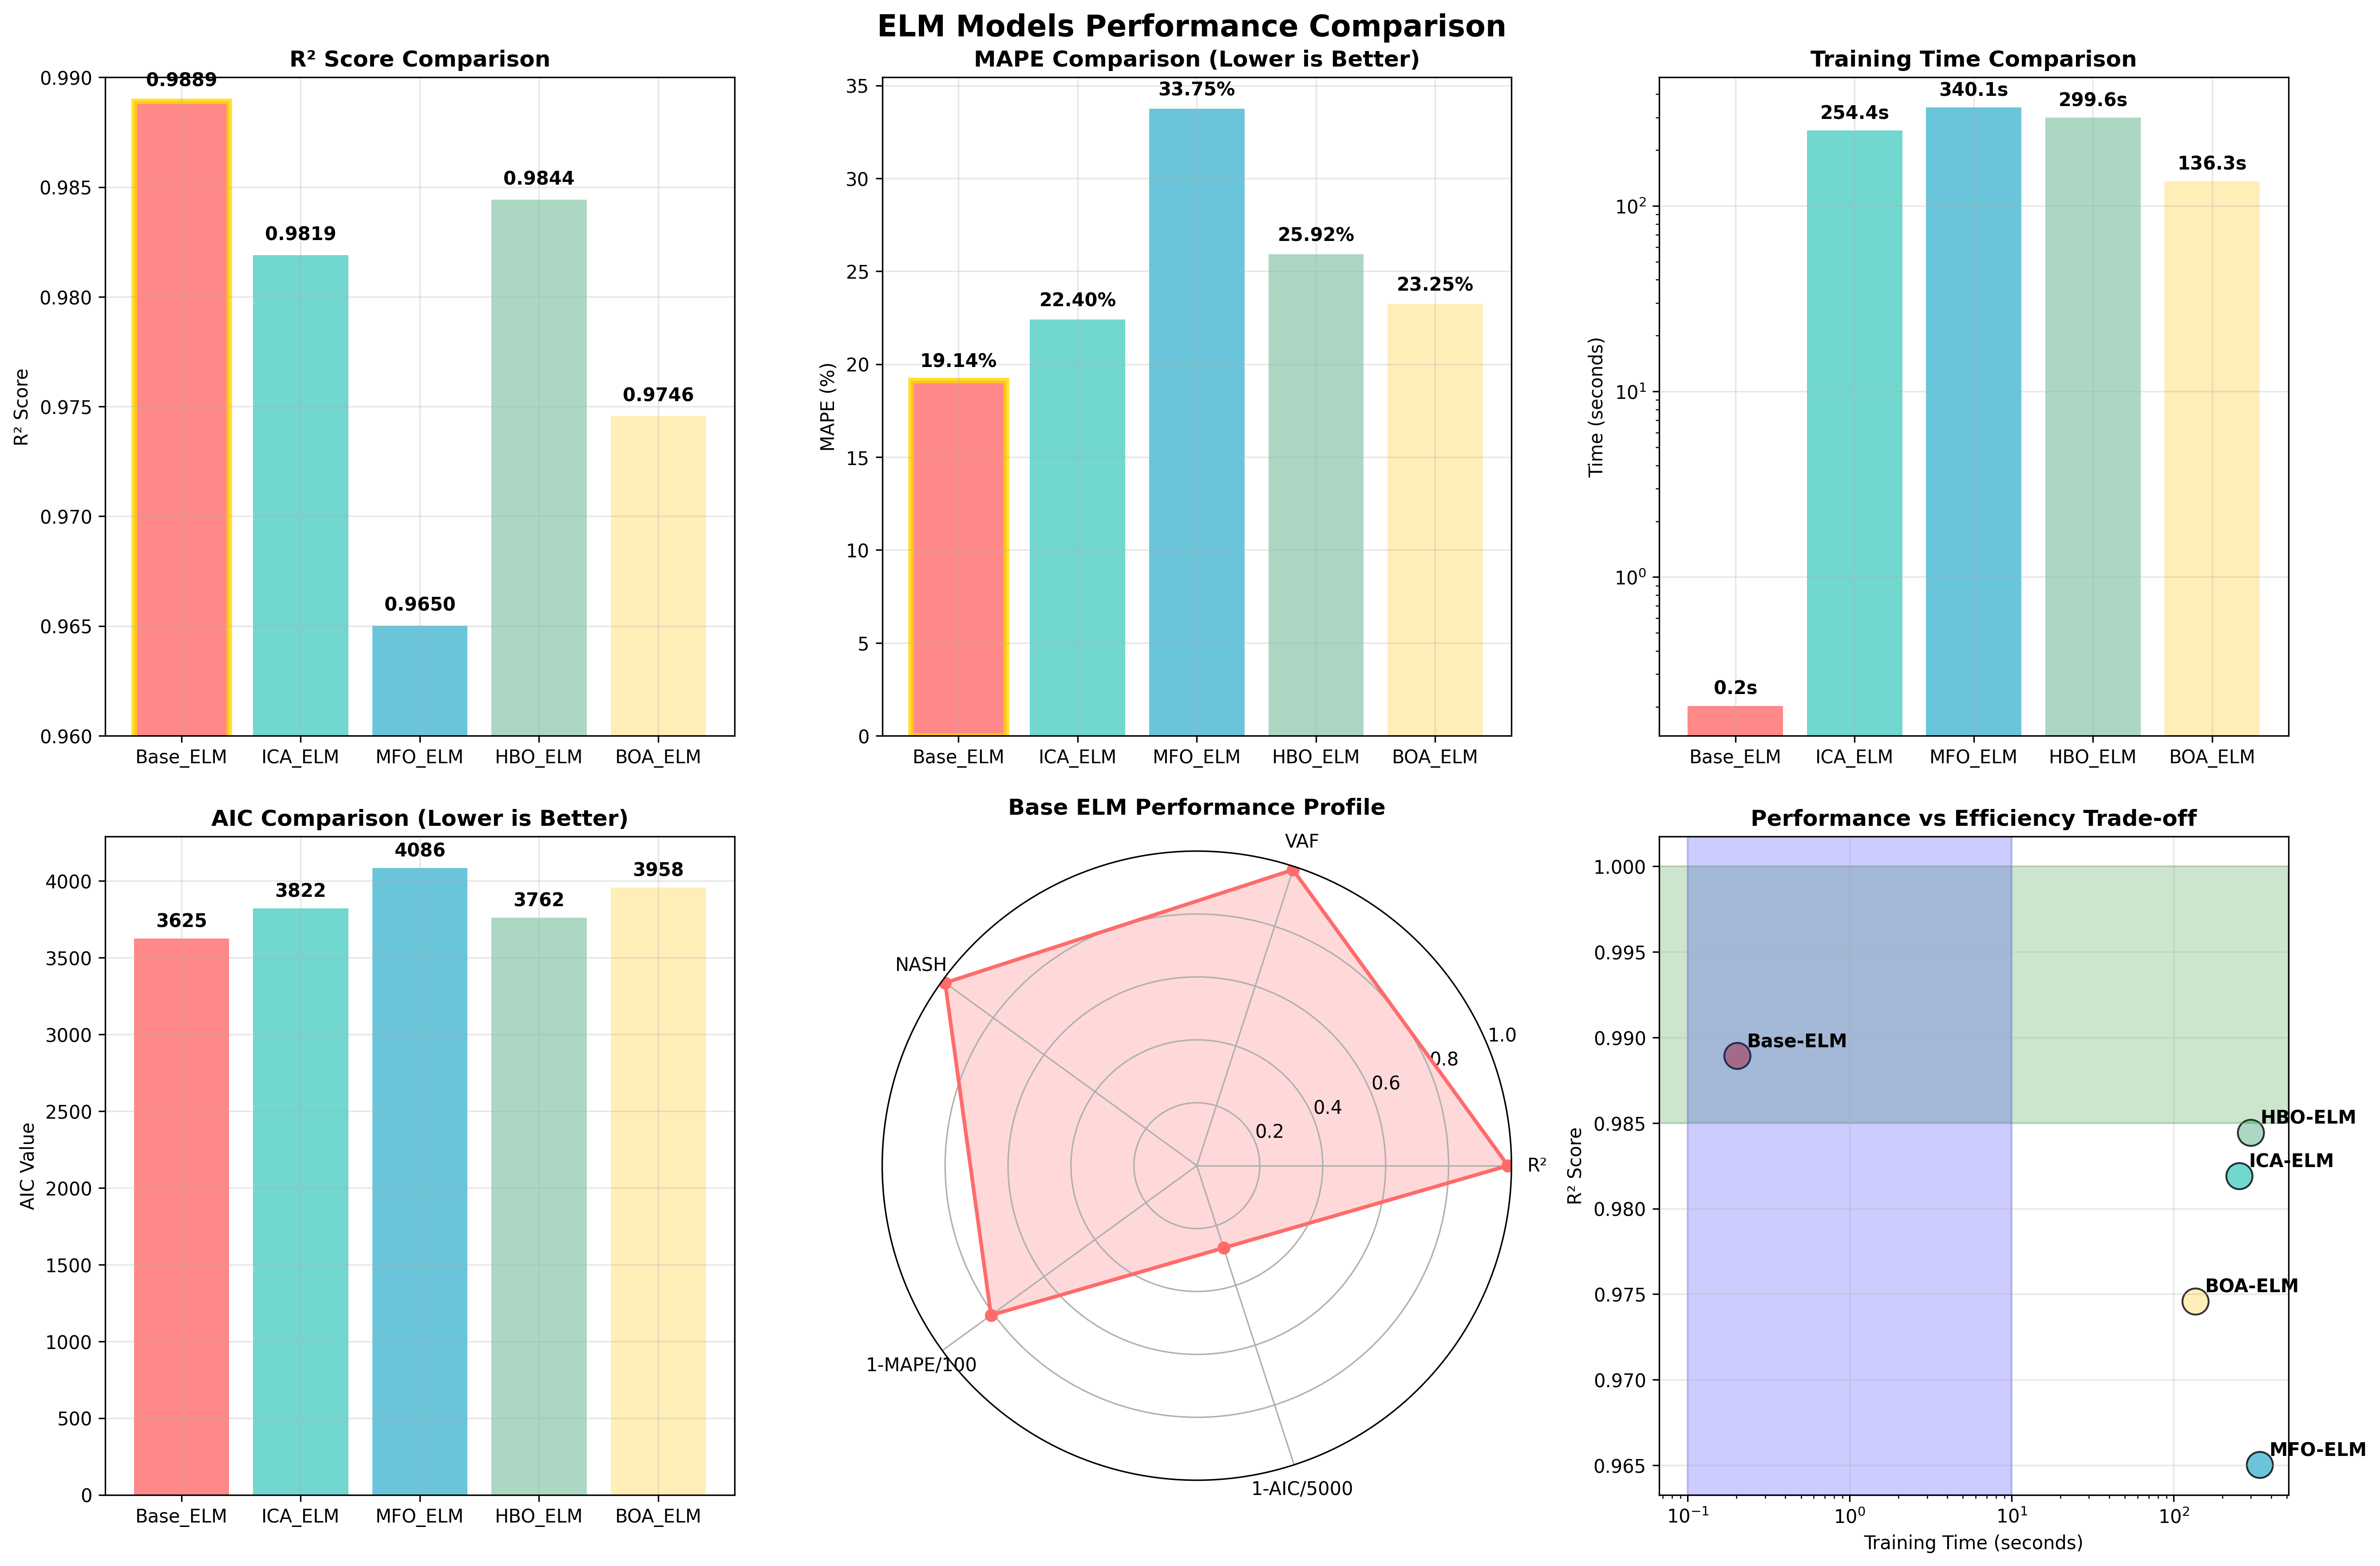 ELM Models Performance Comparison
R² Score Comparison
0.990
0.985
0.980
0.975
0.970
0.965
0.960
R² Score
0.9889
0.9819
0.9650
0.9844
0.9746
Base_ELM ICA_ELM MFO_ELM HBO_ELM BOA_ELM
MAPE Comparison (Lower is Better)
35
30
25
20
15
10
5
0
MAPE (%)
19.14%
22.40%
33.75%
25.92%
23.25%
Base_ELM ICA_ELM MFO_ELM HBO_ELM BOA_ELM
Training Time Comparison
10²
10¹
10⁰
Time (seconds)
0.2s
254.4s
340.1s
299.6s
136.3s
Base_ELM ICA_ELM MFO_ELM HBO_ELM BOA_ELM
AIC Comparison (Lower is Better)
4000
3500
3000
2500
2000
1500
1000
500
0
AIC Value
3625
3822
4086
3762
3958
Base_ELM ICA_ELM MFO_ELM HBO_ELM BOA_ELM
Base ELM Performance Profile
VAF
NASH
R²
1-MAPE/100
1-AIC/5000
1.0
0.8
0.6
0.4
0.2
Performance vs Efficiency Trade-off
1.000
0.995
0.990
0.985
0.980
0.975
0.970
0.965
R² Score
Base-ELM
HBO-ELM
ICA-ELM
BOA-ELM
MFO-ELM
10⁻¹ 10⁰ 10¹ 10²
Training Time (seconds)